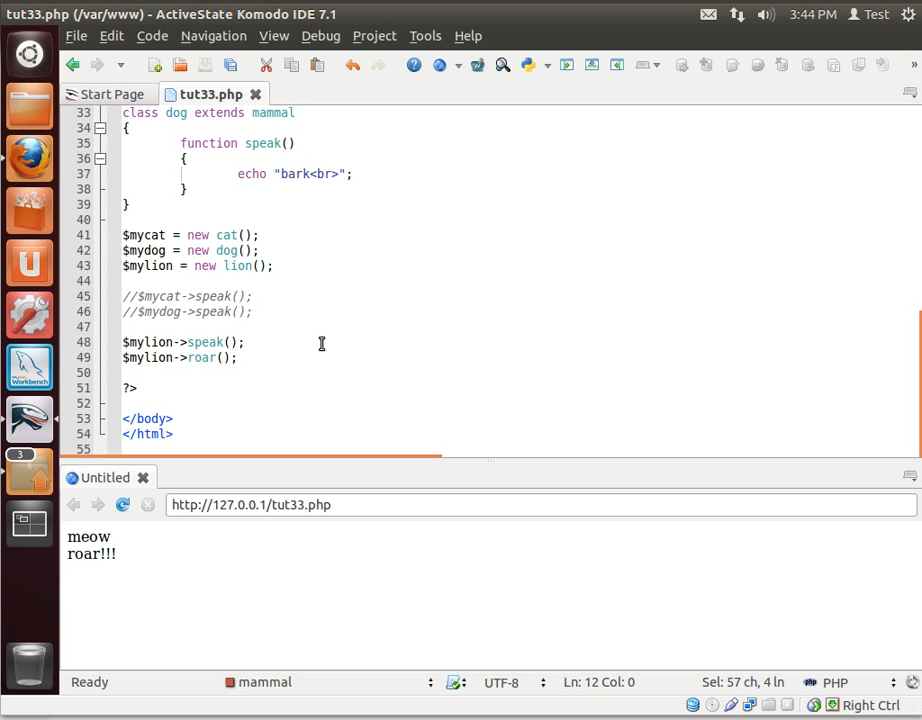 tut33.php (/var/www) - ActiveState Komodo IDE 7.1
3:44 PM Test
File Edit Code Navigation View Debug Project Tools Help
Start Page tut33.php
33 class dog extends mammal
34 {
35 function speak()
36 {
37 echo "bark<br>";
38 }
39 }
40
41 $mycat = new cat();
42 $mydog = new dog();
43 $mylion = new lion();
44
45 //$mycat->speak();
46 //$mydog->speak();
47
48 $mylion->speak();
49 $mylion->roar();
50
51 ?>
52
53 </body>
54 </html>
55
Untitled
http://127.0.0.1/tut33.php
meow
roar!!!
3
Ready mammal UTF-8 Ln: 12 Col: 0 Sel: 57 ch, 4 ln PHP
Right Ctrl